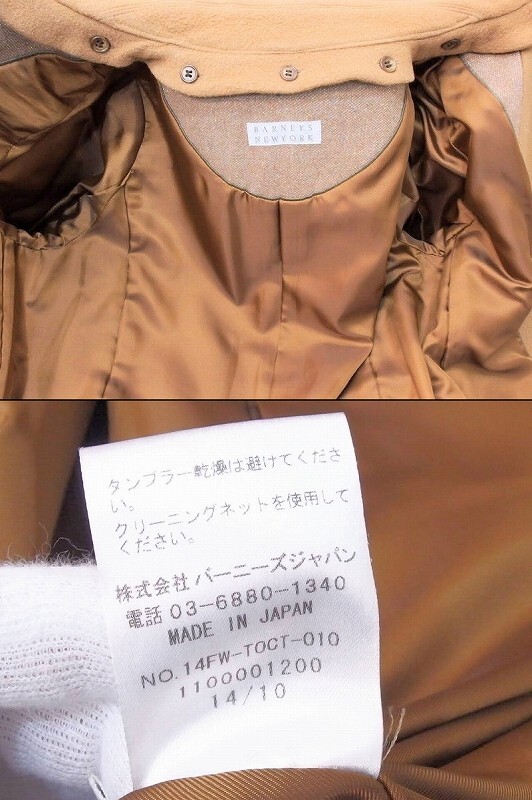 BARNEYS
NEWYORK
タンブラー乾燥は避けてくださ
い。
クリーニングネットを使用して
ください。
株式会社 バーニーズジャパン
電話 03-6880-1340
MADE IN JAPAN
NO.14FW-TOCT-010
1100001200
14/10